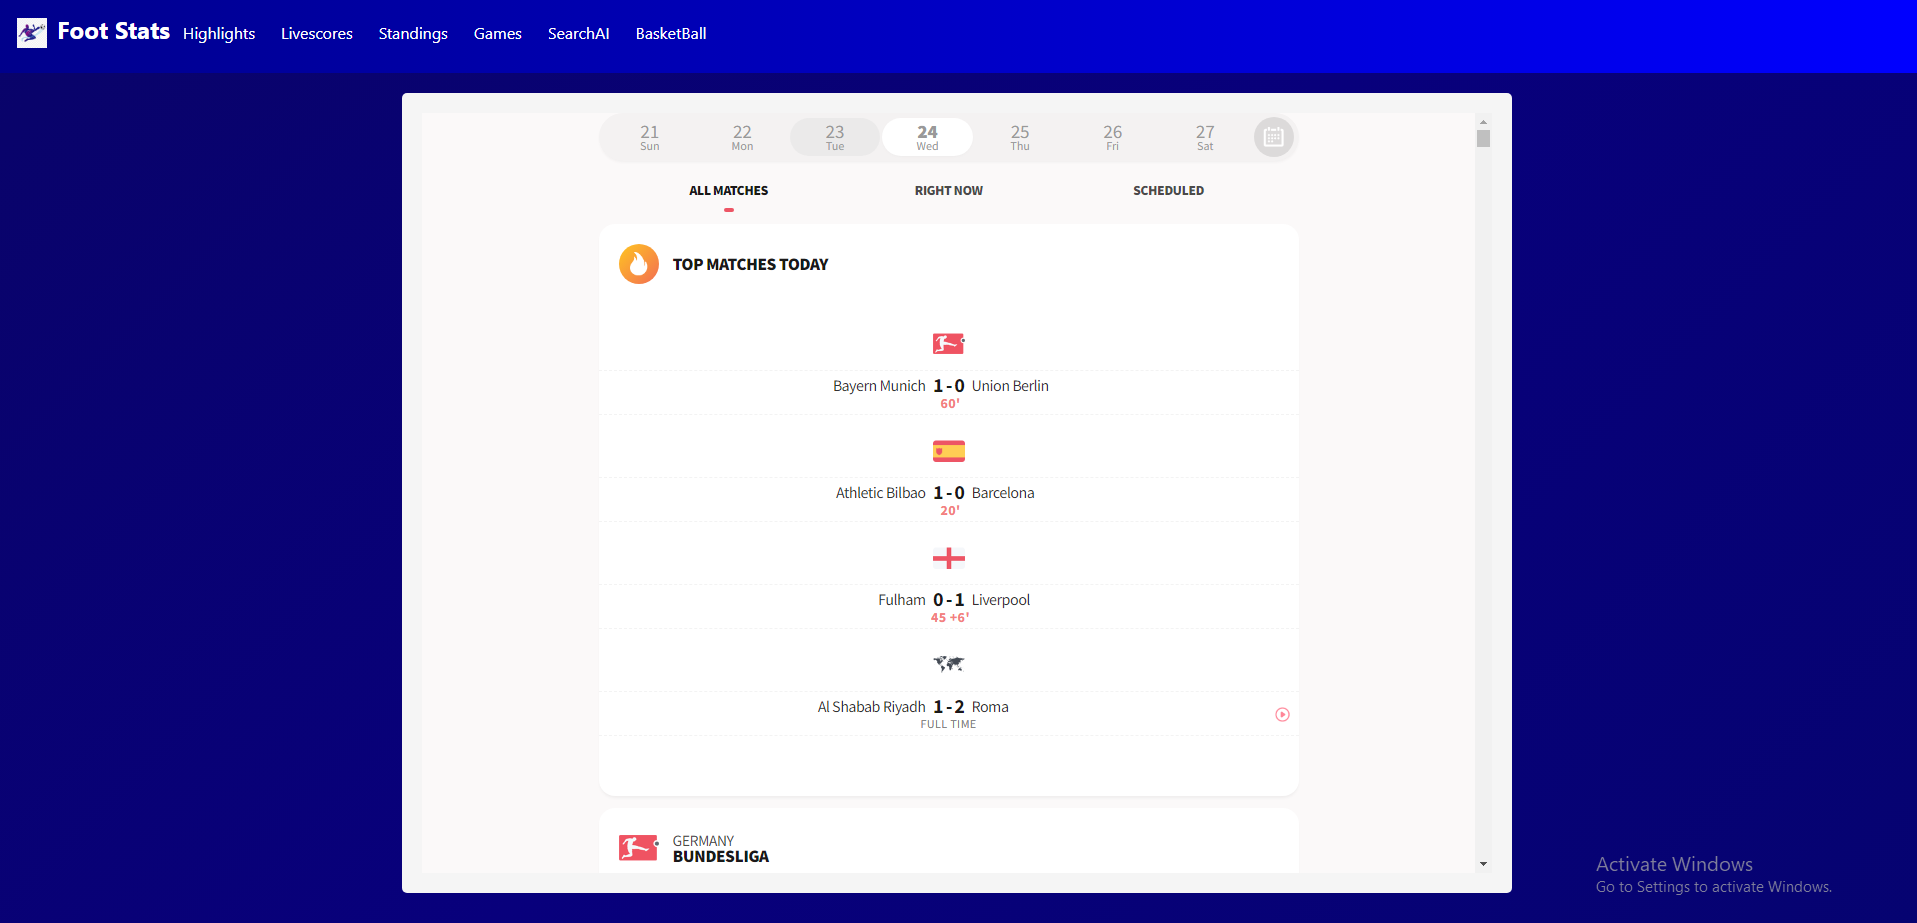 Foot Stats Highlights Livescores Standings Games SearchAI BasketBall
21 22 23 24 25 26 27
Sun Mon Tue Wed Thu Fri Sat
ALL MATCHES RIGHT NOW SCHEDULED
TOP MATCHES TODAY
Bayern Munich 1 - 0 Union Berlin
60'
Athletic Bilbao 1 - 0 Barcelona
20'
Fulham 0 - 1 Liverpool
45 +6'
Al Shabab Riyadh 1 - 2 Roma
FULL TIME
GERMANY
BUNDESLIGA
Activate Windows
Go to Settings to activate Windows.